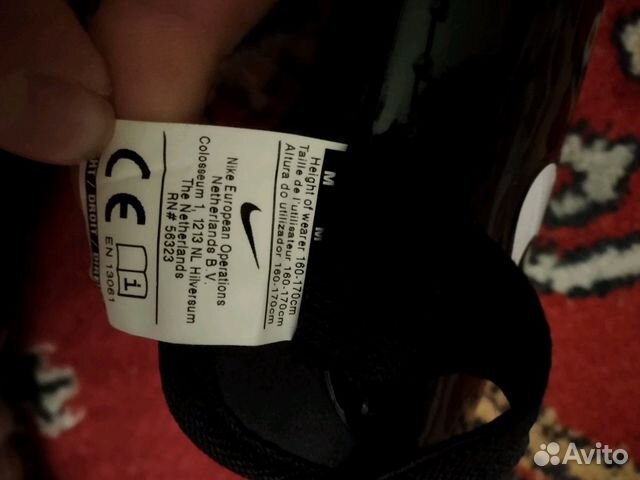 M M
Height of wearer 160-170cm
Taille de l'utilisateur 160-170cm
Altura do utilizador 160-170cm
Nike European Operations
Netherlands B.V.
Colosseum 1, 1213 NL Hilversum
The Netherlands
RN# 56323
CE
i
EN 13061
/ DROIT /
Avito